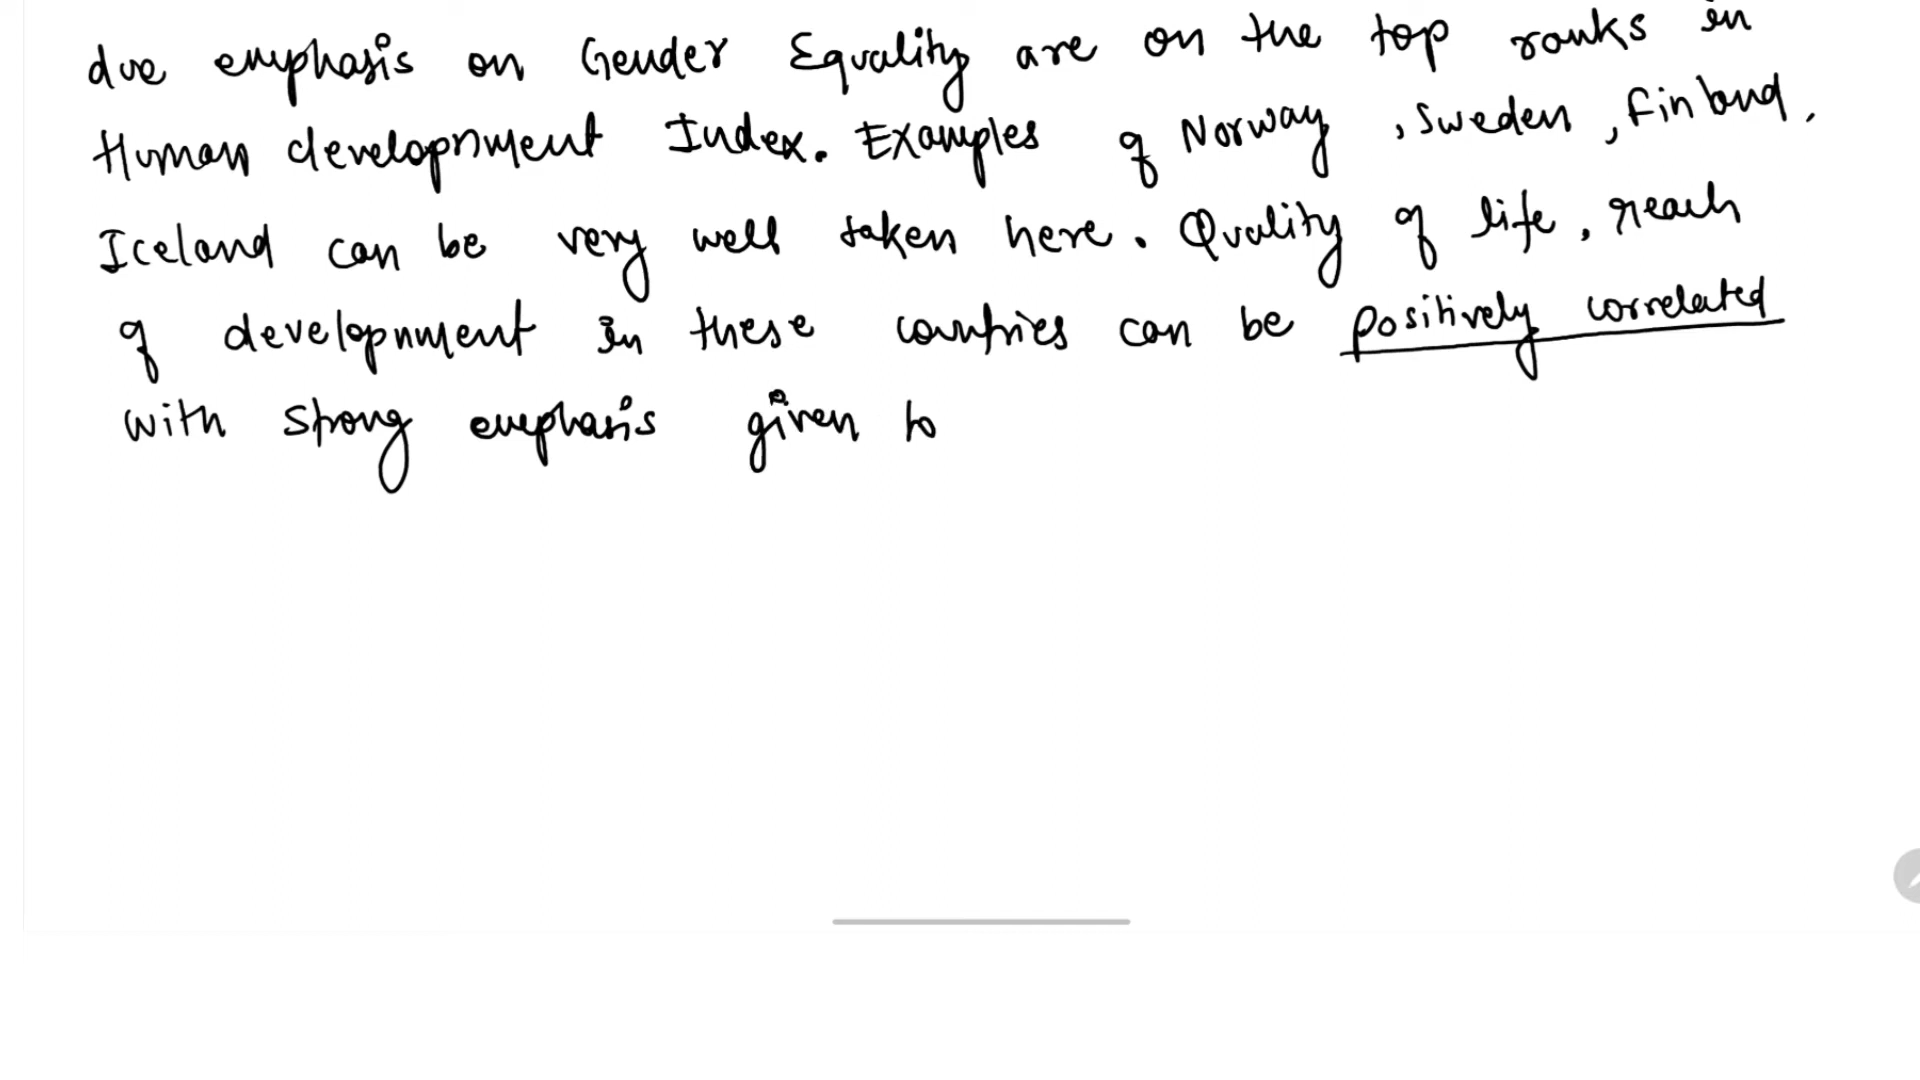 due emphasis on Gender Equality are on the top ranks in
Human development Index. Examples of Norway, Sweden, Finland,
Iceland can be very well taken here. Quality of life, reach
of development in these countries can be positively correlated
with strong emphasis given to